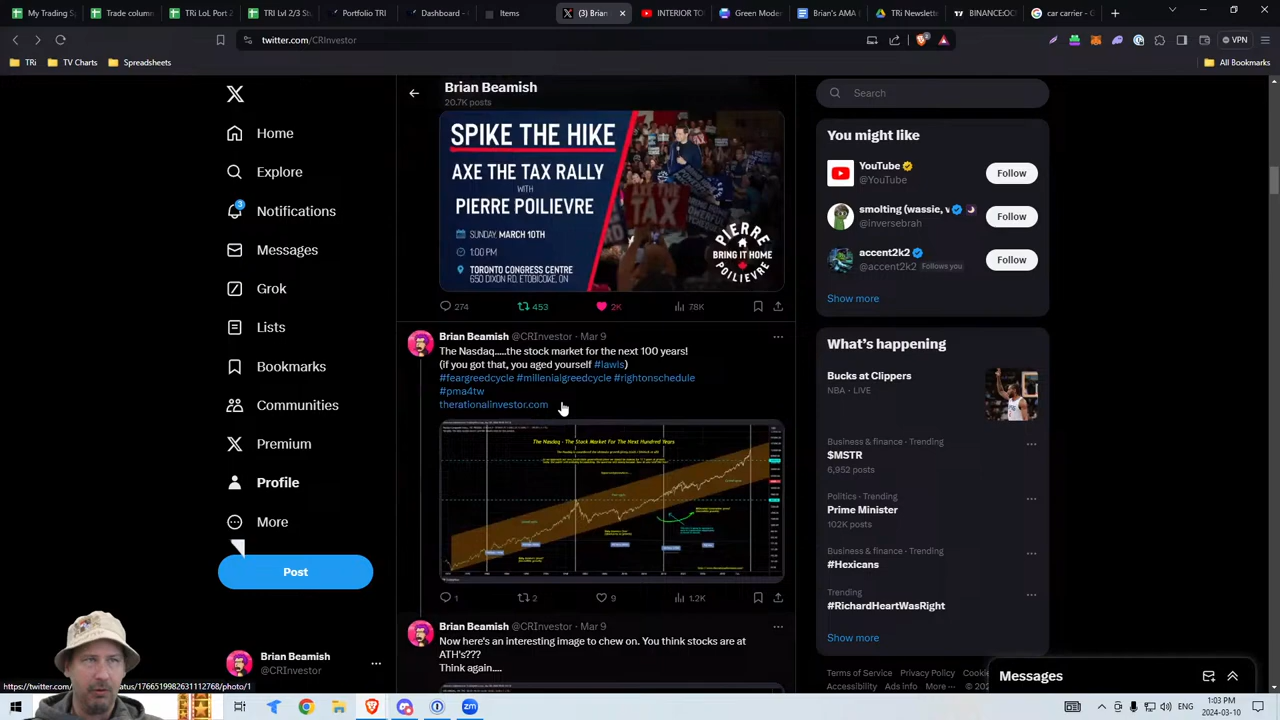 My Trading S
Trade column
TRi LoL Port 2
TRi Lvl 2/3 St
Portfolio TRI
Dashboard -
Items
(3) Brian
INTERIOR TO
Green Moder
Brian's AMA
TRi Newslette
BINANCE:OC
car carrier - G
twitter.com/CRInvestor
VPN
TRi
TV Charts
Spreadsheets
All Bookmarks
Home
Explore
3
Notifications
Messages
Grok
Lists
Bookmarks
Communities
Premium
Profile
More
Post
Brian Beamish
@CRInvestor
Brian Beamish
20.7K posts
SPIKE THE HIKE
AXE THE TAX RALLY
WITH
PIERRE POILIEVRE
SUNDAY, MARCH 10TH
1:00 PM
TORONTO CONGRESS CENTRE
650 DIXON RD, ETOBICOKE, ON
TAX
PIERRE
BRING IT HOME
POILIEVRE
274
453
2K
78K
Brian Beamish @CRInvestor · Mar 9
The Nasdaq.....the stock market for the next 100 years!
(if you got that, you aged yourself #lawls)
#feargreedcycle #millenialgreedcycle #rightonschedule
#pma4tw
therationalinvestor.com
The Nasdaq - The Stock Market For The Next Hundred Years
1
2
9
1.2K
Brian Beamish @CRInvestor · Mar 9
Now here's an interesting image to chew on. You think stocks are at
ATH's???
Think again....
Search
You might like
YouTube
@YouTube
Follow
smolting (wassie, v
@inversebrah
Follow
accent2k2
@accent2k2 Follows you
Follow
Show more
What's happening
Bucks at Clippers
NBA · LIVE
Business & finance · Trending
$MSTR
6,952 posts
Politics · Trending
Prime Minister
102K posts
Business & finance · Trending
#Hexicans
Trending
#RichardHeartWasRight
Show more
Terms of Service Privacy Policy Cookie
Accessibility Ads info More ··· © 202
Messages
ENG
1:03 PM
2024-03-10